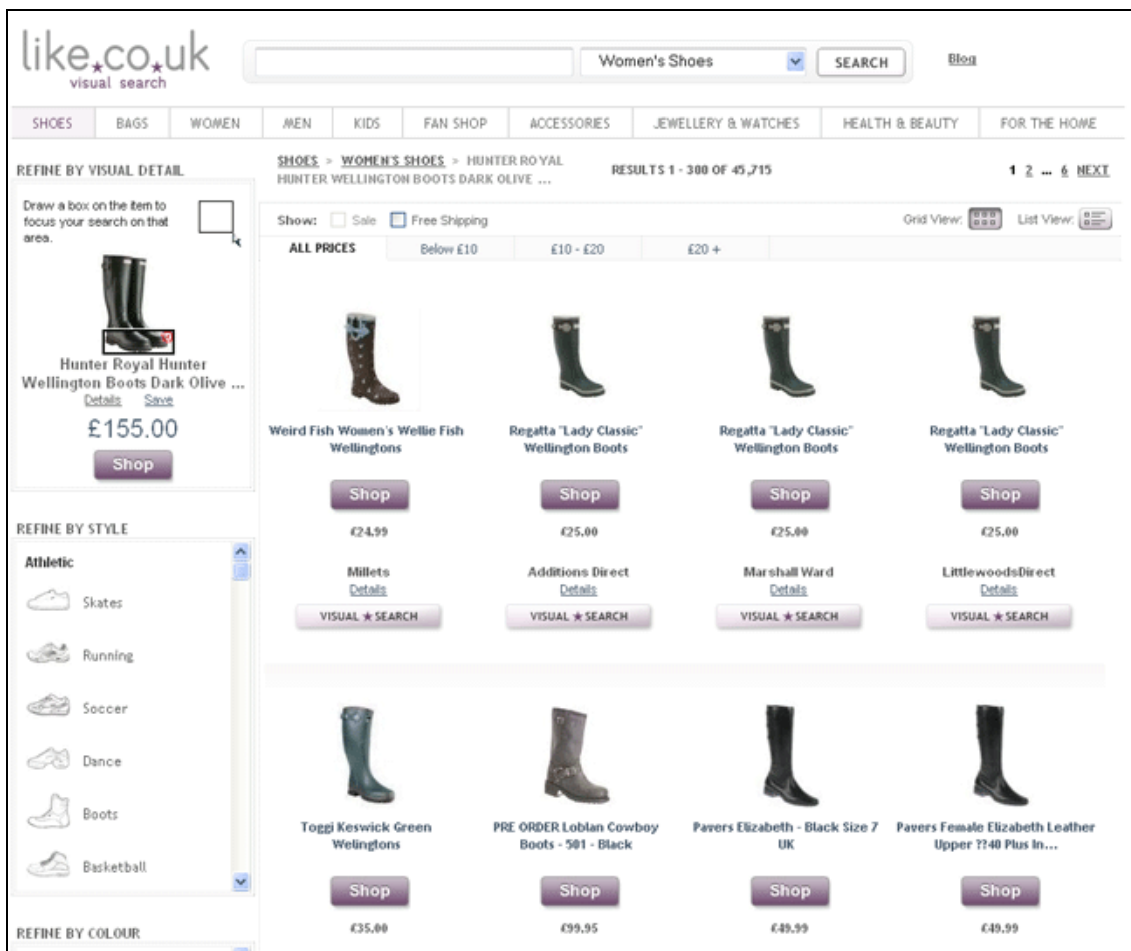 like.co.uk
visual search
Women's Shoes
SEARCH
Blog
SHOES
BAGS
WOMEN
MEN
KIDS
FAN SHOP
ACCESSORIES
JEWELLERY & WATCHES
HEALTH & BEAUTY
FOR THE HOME
REFINE BY VISUAL DETAIL
Draw a box on the item to
focus your search on that
area.
Hunter Royal Hunter
Wellington Boots Dark Olive ...
Details Save
£155.00
Shop
REFINE BY STYLE
Athletic
Skates
Running
Soccer
Dance
Boots
Basketball
REFINE BY COLOUR
SHOES > WOMEN'S SHOES > HUNTER ROYAL
HUNTER WELLINGTON BOOTS DARK OLIVE ...
RESULTS 1 - 300 OF 45,715
1 2 ... 6 NEXT
Show: Sale Free Shipping
Grid View: List View:
ALL PRICES Below £10 £10 - £20 £20 +
Weird Fish Women's Wellie Fish
Wellingtons
Shop
£24.99
Millets
Details
VISUAL ★ SEARCH
Regatta "Lady Classic"
Wellington Boots
Shop
£25.00
Additions Direct
Details
VISUAL ★ SEARCH
Regatta "Lady Classic"
Wellington Boots
Shop
£25.00
Marshall Ward
Details
VISUAL ★ SEARCH
Regatta "Lady Classic"
Wellington Boots
Shop
£25.00
LittlewoodsDirect
Details
VISUAL ★ SEARCH
Toggi Keswick Green
Welingtons
Shop
£35.00
PRE ORDER Loblan Cowboy
Boots - 501 - Black
Shop
£99.95
Pavers Elizabeth - Black Size 7
UK
Shop
£49.99
Pavers Female Elizabeth Leather
Upper ??40 Plus In...
Shop
£49.99